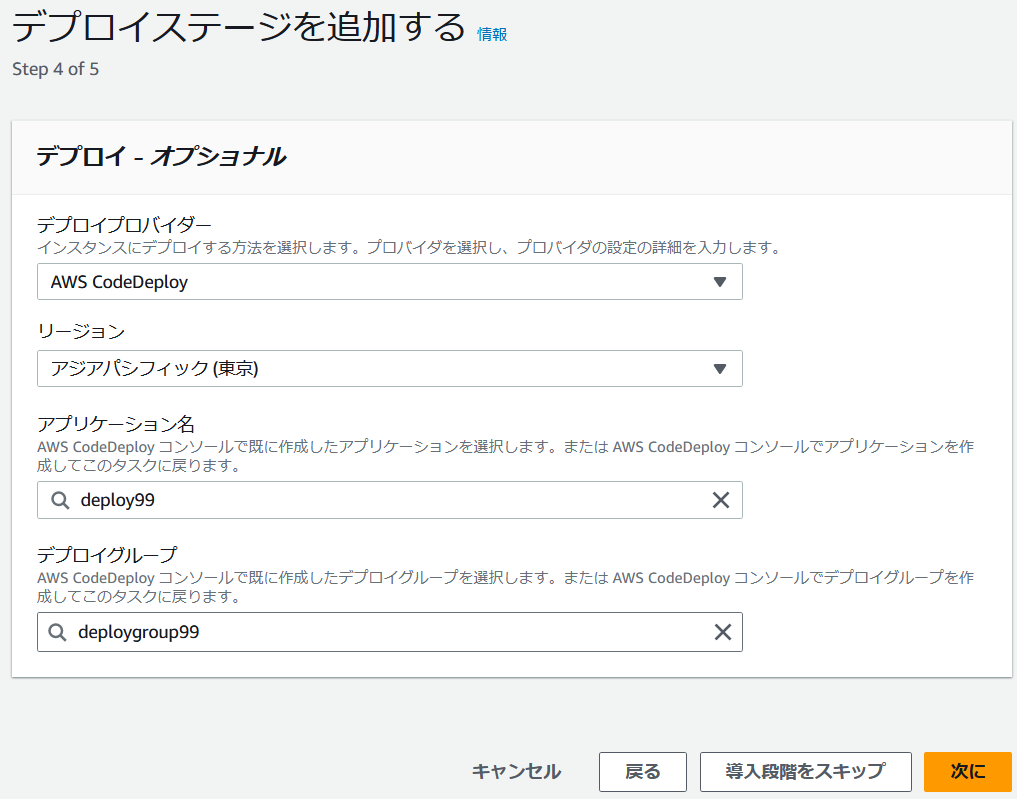 デプロイステージを追加する 情報
Step 4 of 5
デプロイ - オプショナル
デプロイプロバイダー
インスタンスにデプロイする方法を選択します。プロバイダを選択し、プロバイダの設定の詳細を入力します。
AWS CodeDeploy
リージョン
アジアパシフィック (東京)
アプリケーション名
AWS CodeDeploy コンソールで既に作成したアプリケーションを選択します。または AWS CodeDeploy コンソールでアプリケーションを作
成してこのタスクに戻ります。
deploy99
デプロイグループ
AWS CodeDeploy コンソールで既に作成したデプロイグループを選択します。または AWS CodeDeploy コンソールでデプロイグループを作
成してこのタスクに戻ります。
deploygroup99
キャンセル 戻る 導入段階をスキップ 次に